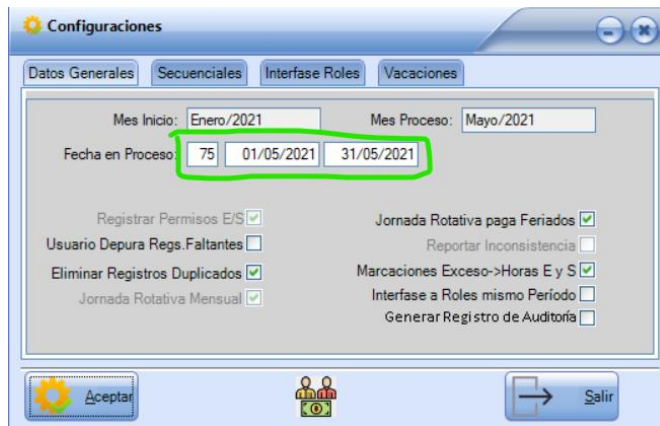 Configuraciones
Datos Generales Secuenciales Interfase Roles Vacaciones
Mes Inicio: Enero/2021 Mes Proceso: Mayo/2021
Fecha en Proceso: 75 01/05/2021 31/05/2021
Registrar Permisos E/S Jornada Rotativa paga Feriados
Usuario Depura Regs.Faltantes Reportar Inconsistencia
Eliminar Registros Duplicados Marcaciones Exceso->Horas E y S
Jornada Rotativa Mensual Interfase a Roles mismo Período
Generar Registro de Auditoría
Aceptar Salir